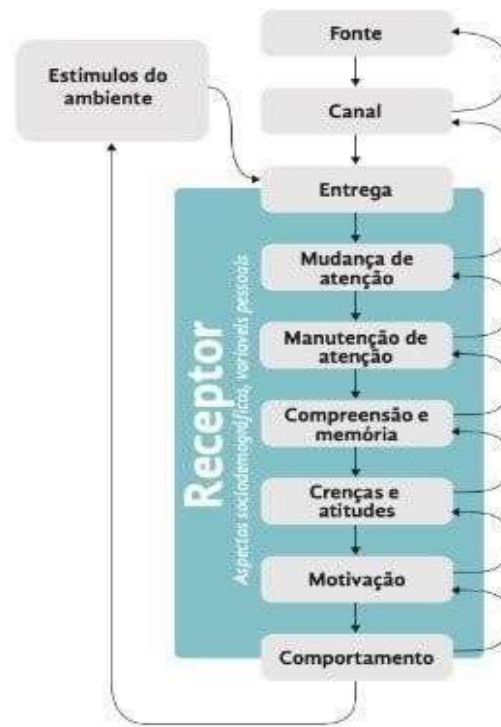 Fonte
Estimulos do
ambiente
Canal
Entrega
Mudança de
atenção
Manutenção de
atenção
Compreensão e
memória
Crenças e
atitudes
Motivação
Comportamento
Receptor
Aspectos sociodemográficos, variaveis pessoais